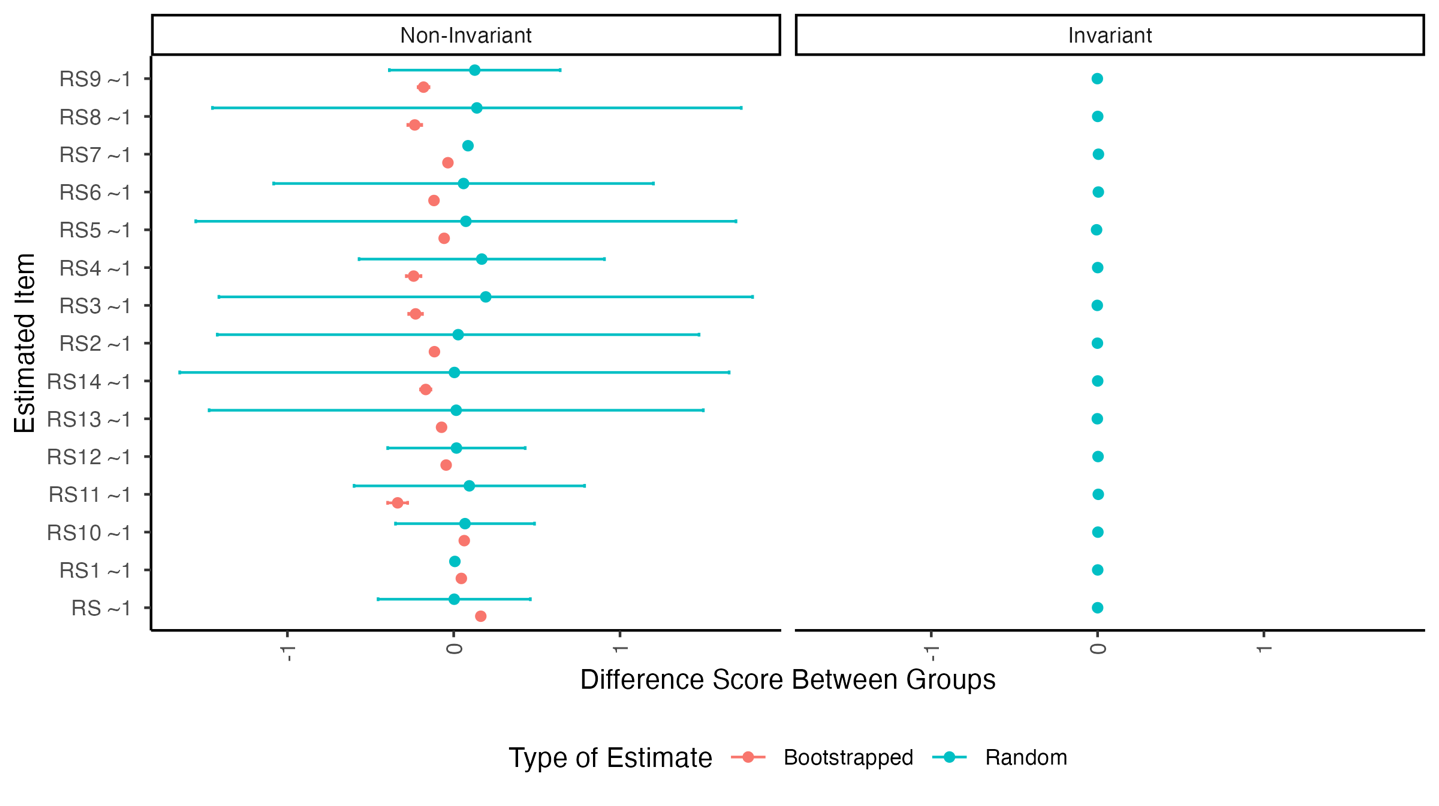 Non-Invariant
Invariant
Estimated Item
RS9 ~1
RS8 ~1
RS7 ~1
RS6 ~1
RS5 ~1
RS4 ~1
RS3 ~1
RS2 ~1
RS14 ~1
RS13 ~1
RS12 ~1
RS11 ~1
RS10 ~1
RS1 ~1
RS ~1
-1 0 1
-1 0 1
Difference Score Between Groups
Type of Estimate Bootstrapped Random